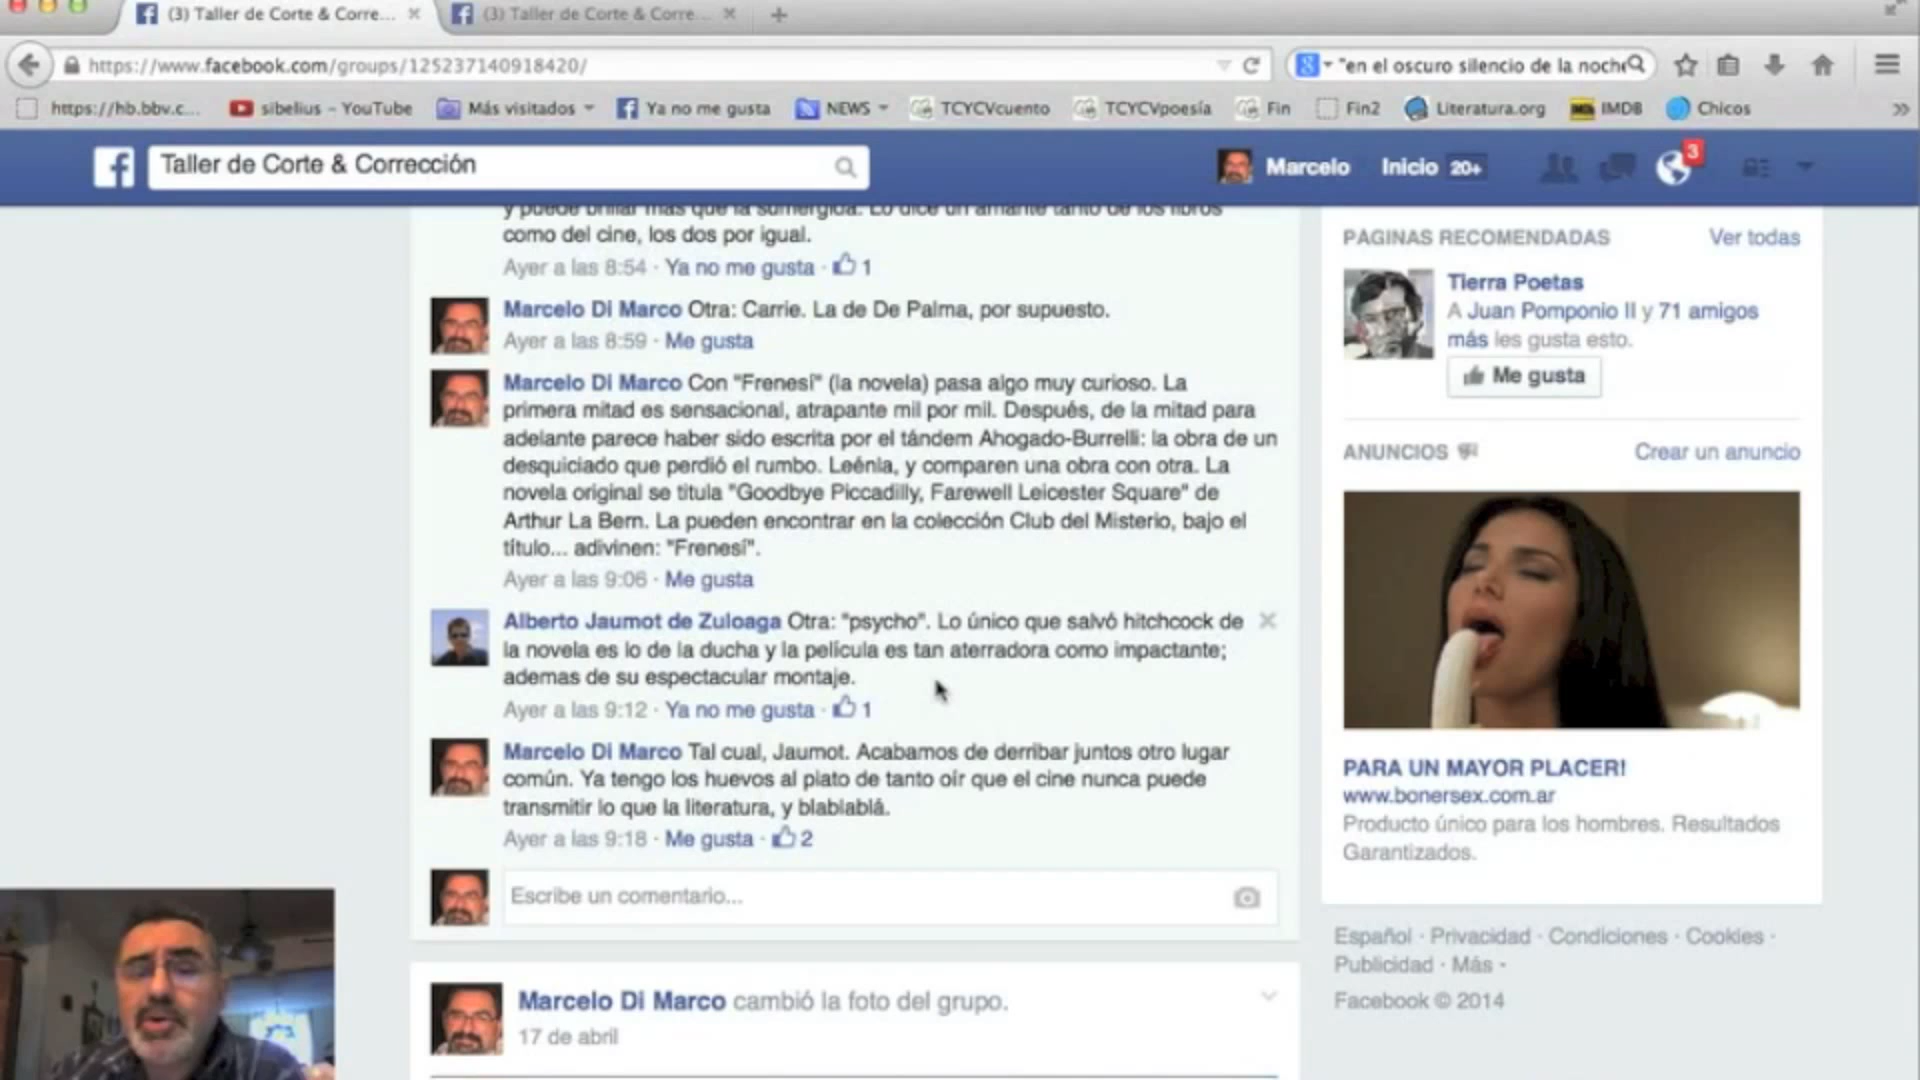 (3) Taller de Corte & Corre...
(3) Taller de Corte & Corre...
https://www.facebook.com/groups/125237140918420/
"en el oscuro silencio de la noche
https://hb.bbv.c...
sibelius – YouTube
Más visitados
Ya no me gusta
NEWS
TCYCVcuento
TCYCVpoesía
Fin
Fin2
Literatura.org
IMDB
Chicos
Taller de Corte & Corrección
Marcelo
Inicio 20+
3
y puede brillar más que la sumergida. Lo dice un amante tanto de los libros
como del cine, los dos por igual.
Ayer a las 8:54 · Ya no me gusta · 1
Marcelo Di Marco Otra: Carrie. La de De Palma, por supuesto.
Ayer a las 8:59 · Me gusta
Marcelo Di Marco Con "Frenesí" (la novela) pasa algo muy curioso. La
primera mitad es sensacional, atrapante mil por mil. Después, de la mitad para
adelante parece haber sido escrita por el tándem Ahogado-Burrelli: la obra de un
desquiciado que perdió el rumbo. Leénla, y comparen una obra con otra. La
novela original se titula "Goodbye Piccadilly, Farewell Leicester Square" de
Arthur La Bern. La pueden encontrar en la colección Club del Misterio, bajo el
título... adivinen: "Frenesí".
Ayer a las 9:06 · Me gusta
Alberto Jaumot de Zuloaga Otra: "psycho". Lo único que salvó hitchcock de
la novela es lo de la ducha y la película es tan aterradora como impactante;
ademas de su espectacular montaje.
Ayer a las 9:12 · Ya no me gusta · 1
Marcelo Di Marco Tal cual, Jaumot. Acabamos de derribar juntos otro lugar
común. Ya tengo los huevos al plato de tanto oír que el cine nunca puede
transmitir lo que la literatura, y blablablá.
Ayer a las 9:18 · Me gusta · 2
Escribe un comentario...
Marcelo Di Marco cambió la foto del grupo.
17 de abril
PAGINAS RECOMENDADAS
Ver todas
Tierra Poetas
A Juan Pomponio II y 71 amigos
más les gusta esto.
Me gusta
ANUNCIOS
Crear un anuncio
PARA UN MAYOR PLACER!
www.bonersex.com.ar
Producto único para los hombres. Resultados
Garantizados.
Español · Privacidad · Condiciones · Cookies ·
Publicidad · Más
Facebook © 2014